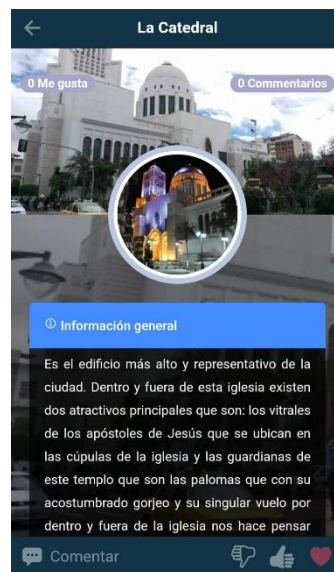 La Catedral
0 Me gusta
0 Commentarios
Información general
Es el edificio más alto y representativo de la
ciudad. Dentro y fuera de esta iglesia existen
dos atractivos principales que son: los vitrales
de los apóstoles de Jesús que se ubican en
las cúpulas de la iglesia y las guardianas de
este templo que son las palomas que con su
acostumbrado gorjeo y su singular vuelo por
dentro y fuera de la iglesia nos hace pensar
Comentar